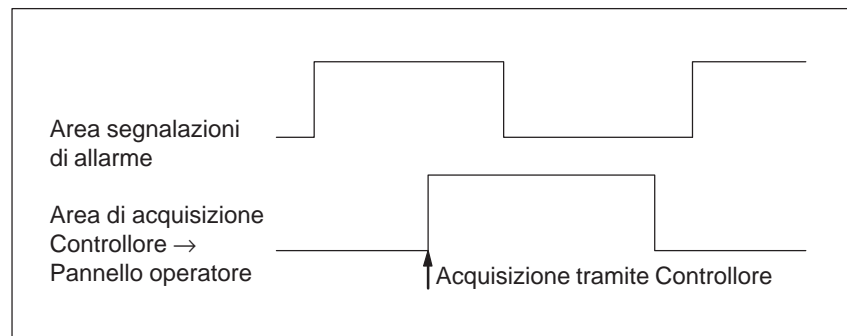 Area segnalazioni
di allarme
Area di acquisizione
Controllore →
Pannello operatore
Acquisizione tramite Controllore